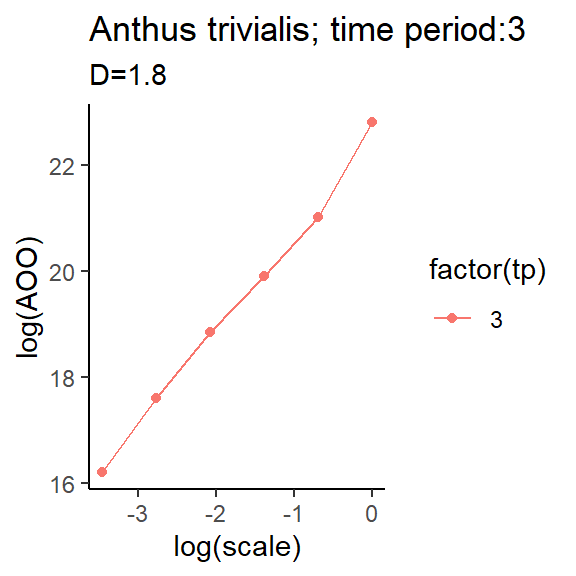 Anthus trivialis; time period:3
D=1.8
22
20
18
16
log(AOO)
-3 -2 -1 0
log(scale)
factor(tp)
3